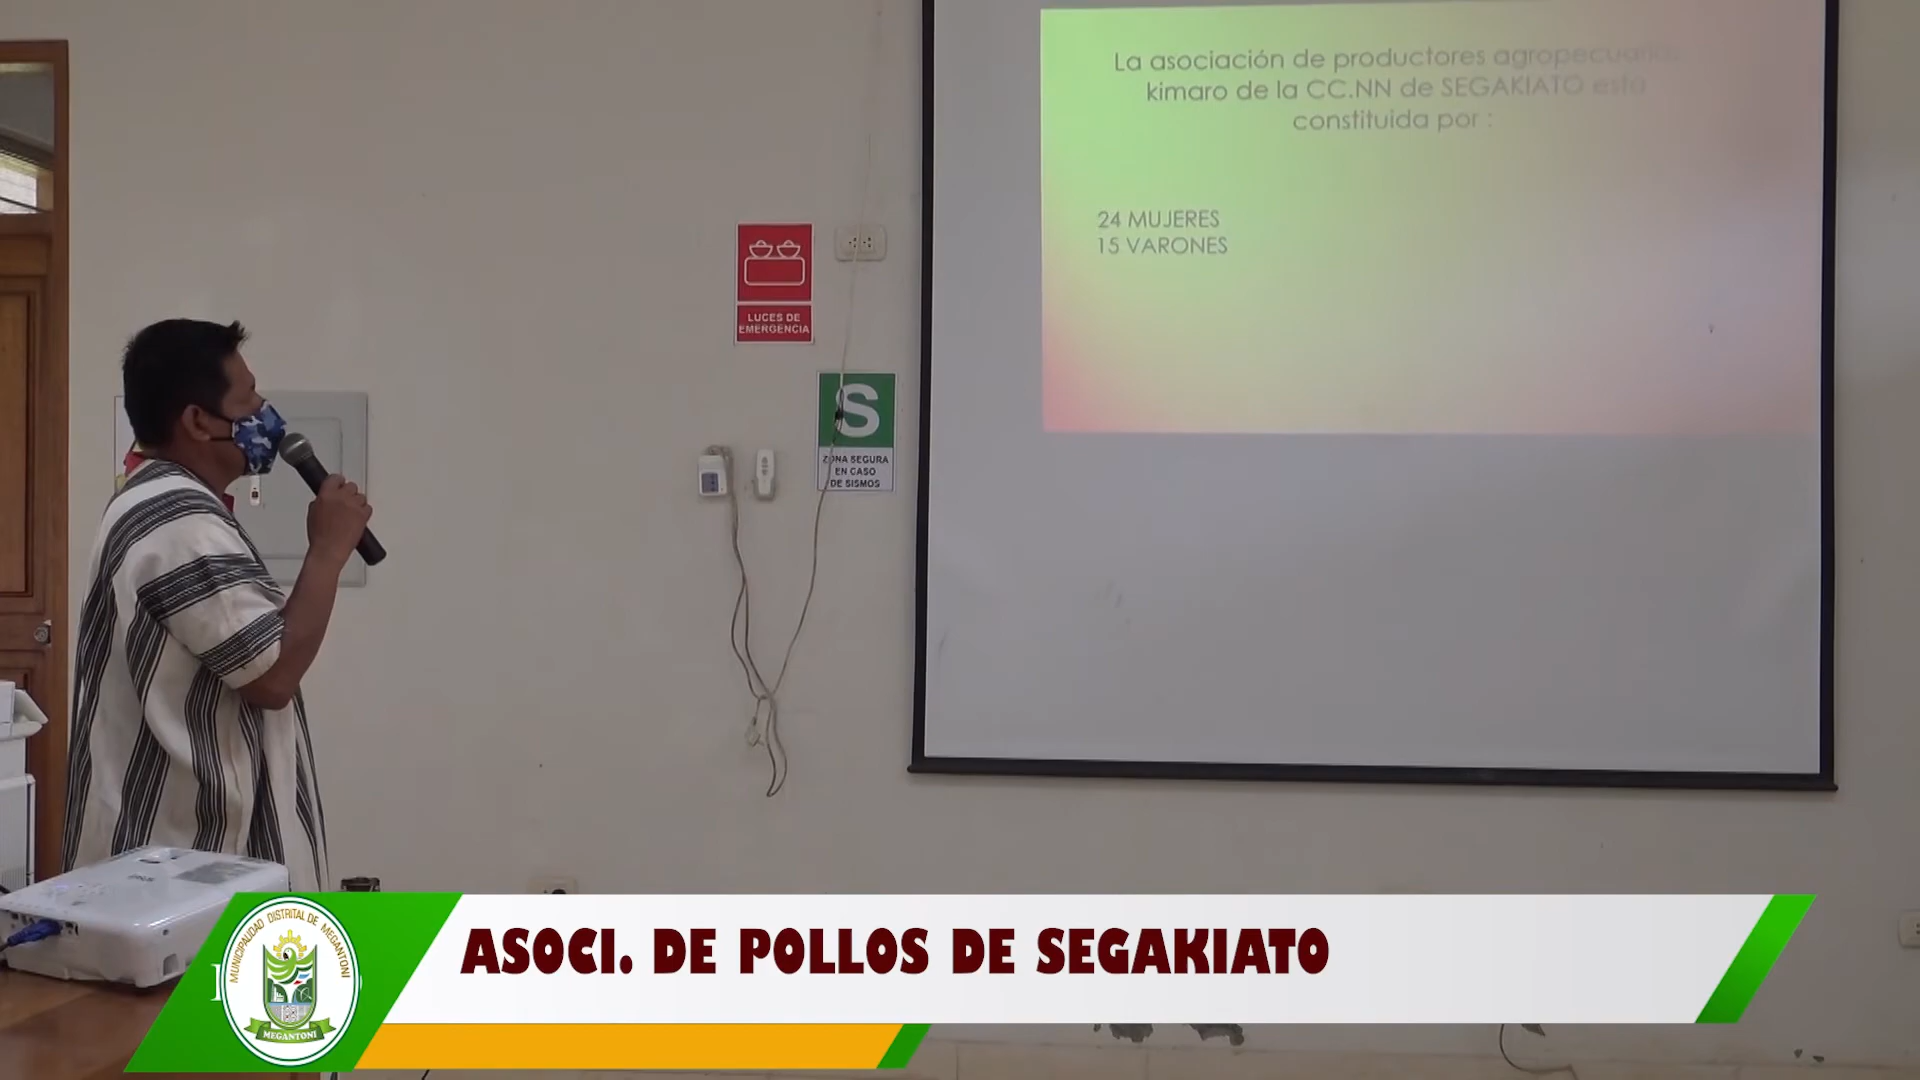 La asociación de productores agropecuarios
kimaro de la CC.NN de SEGAKIATO esta
constituida por :
24 MUJERES
15 VARONES
LUCES DE
EMERGENCIA
S
ZONA SEGURA
EN CASO
DE SISMOS
EPSON
ASOCI. DE POLLOS DE SEGAKIATO
MUNICIPALIDAD DISTRITAL DE MEGANTONI
MEGANTONI